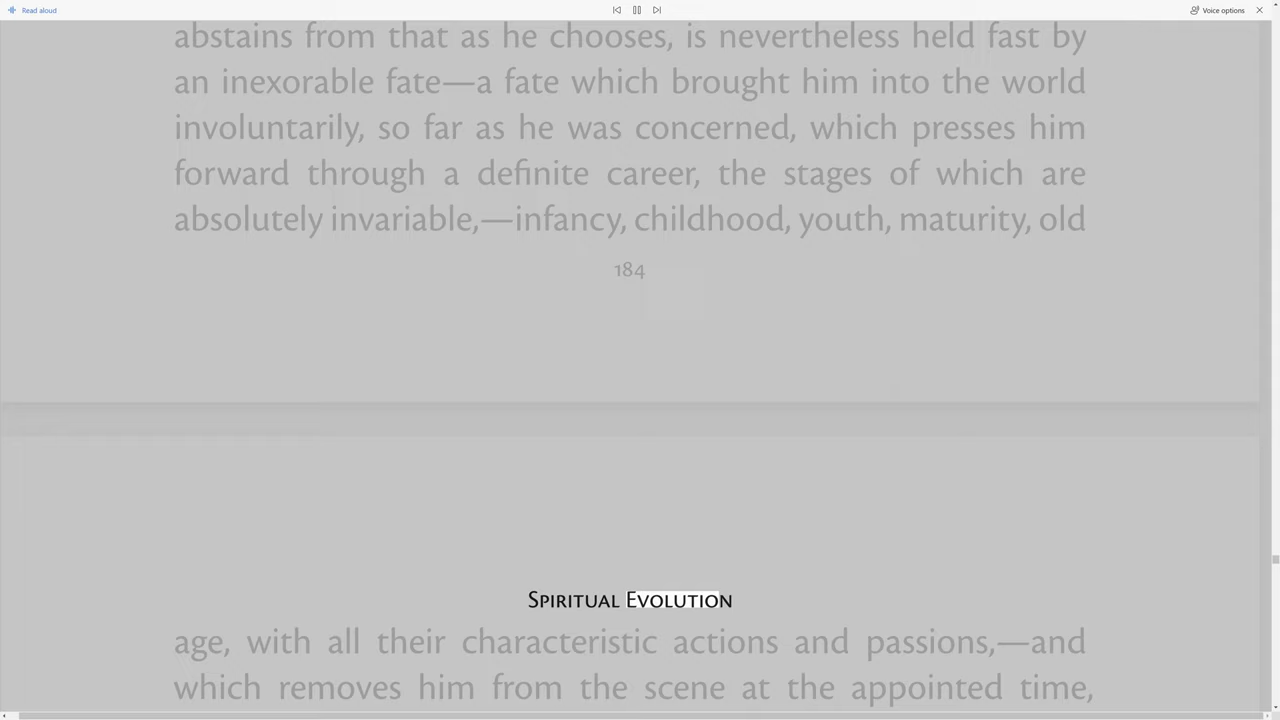 Read aloud
Voice options
abstains from that as he chooses, is nevertheless held fast by
an inexorable fate—a fate which brought him into the world
involuntarily, so far as he was concerned, which presses him
forward through a definite career, the stages of which are
absolutely invariable,—infancy, childhood, youth, maturity, old
184
Spiritual Evolution
age, with all their characteristic actions and passions,—and
which removes him from the scene at the appointed time,